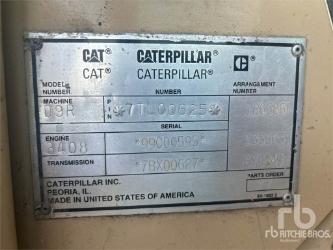 CAT® CATERPILLAR® C®
CAT® CATERPILLAR®
MODEL NUMBER NUMBER ARRANGEMENT NUMBER
MACHINE PIN
D9R *7TL00625*
SERIAL
ENGINE
3408
TRANSMISSION *7BX00627*
PARTS ORDER
CATERPILLAR INC.
PEORIA, IL.
MADE IN UNITED STATES OF AMERICA
rb
RITCHIE BROS.